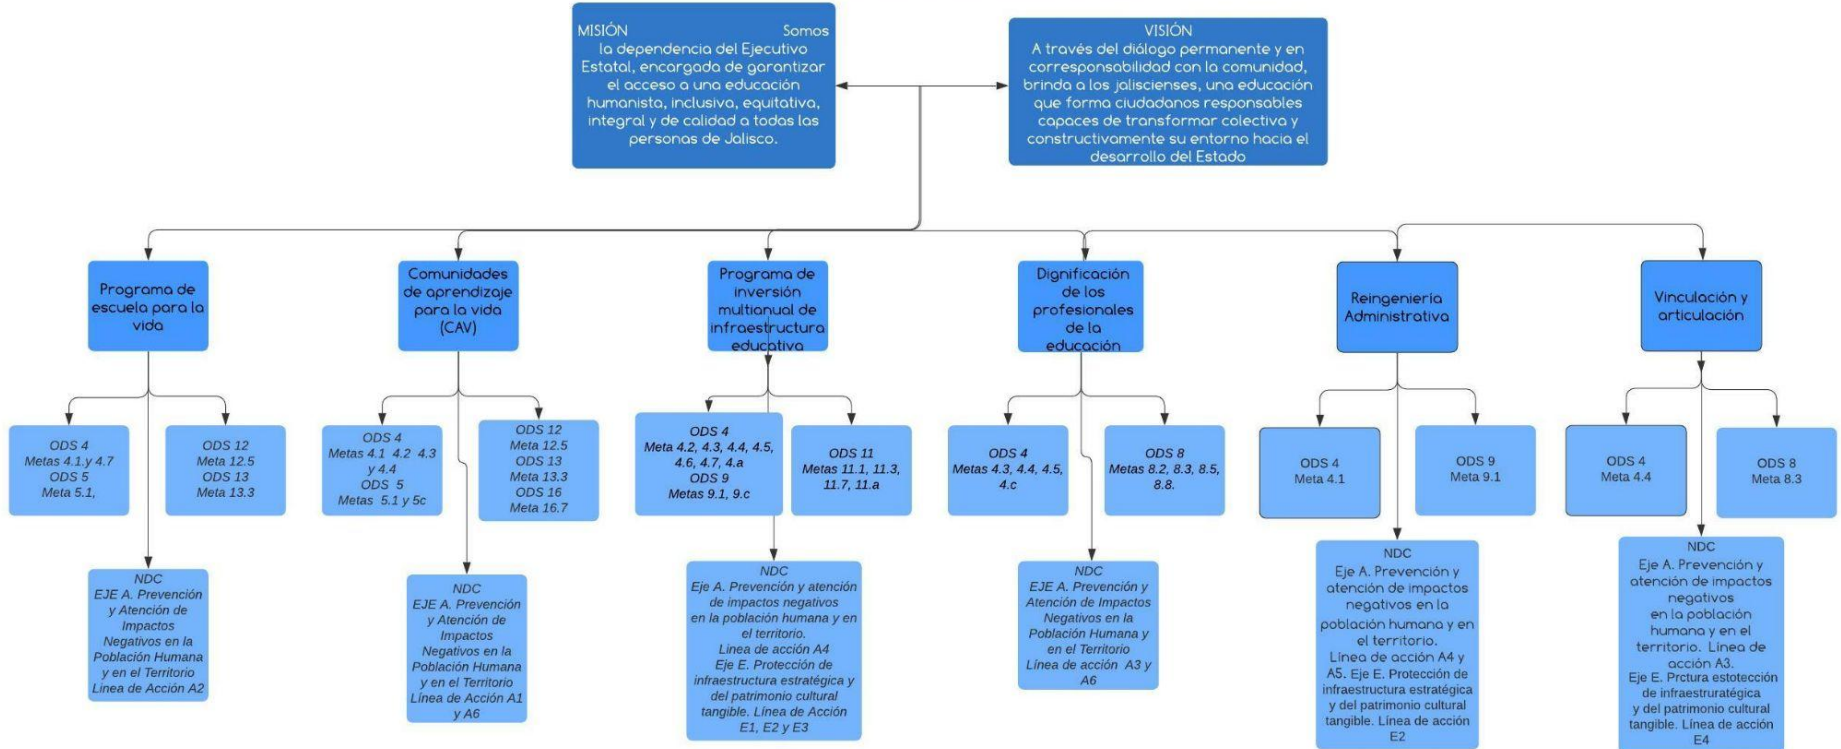 MISIÓN Somos
la dependencia del Ejecutivo
Estatal, encargada de garantizar
el acceso a una educación
humanista, inclusiva, equitativa,
integral y de calidad a todas las
personas de Jalisco.
VISIÓN
A través del diálogo permanente y en
corresponsabilidad con la comunidad,
brinda a los jaliscienses, una educación
que forma ciudadanos responsables
capaces de transformar colectiva y
constructivamente su entorno hacia el
desarrollo del Estado
Programa de
escuela para la
vida
Comunidades
de aprendizaje
para la vida
(CAV)
Programa de
inversión
multianual de
infraestructura
educativa
Dignificación
de los
profesionales
de la
educación
Reingeniería
Administrativa
Vinculación y
articulación
ODS 4
Metas 4.1.y 4.7
ODS 5
Meta 5.1,
ODS 12
Meta 12.5
ODS 13
Meta 13.3
ODS 4
Metas 4.1 4.2 4.3
y 4.4
ODS 5
Metas 5.1 y 5c
ODS 12
Meta 12.5
ODS 13
Meta 13.3
ODS 16
Meta 16.7
ODS 4
Meta 4.2, 4.3, 4.4, 4.5,
4.6, 4.7, 4.a
ODS 9
Metas 9.1, 9.c
ODS 11
Metas 11.1, 11.3,
11.7, 11.a
ODS 4
Metas 4.3, 4.4, 4.5,
4.c
ODS 8
Metas 8.2, 8.3, 8.5,
8.8.
ODS 4
Meta 4.1
ODS 9
Meta 9.1
ODS 4
Meta 4.4
ODS 8
Meta 8.3
NDC
EJE A. Prevención
y Atención de
Impactos
Negativos en la
Población Humana
y en el Territorio
Linea de Acción A2
NDC
EJE A. Prevención
y Atención de
Impactos
Negativos en la
Población Humana
y en el Territorio
Línea de Acción A1
y A6
NDC
Eje A. Prevención y atención
de impactos negativos
en la población humana y en
el territorio.
Linea de acción A4
Eje E. Protección de
infraestructura estratégica y
del patrimonio cultural
tangible. Línea de Acción
E1, E2 y E3
NDC
EJE A. Prevención y
Atención de Impactos
Negativos en la
Población Humana y
en el Territorio
Línea de acción A3 y
A6
NDC
Eje A. Prevención y
atención de impactos
negativos en la
población humana y en
el territorio.
Línea de acción A4 y
A5. Eje E. Protección de
infraestructura estratégica
y del patrimonio cultural
tangible. Línea de acción
E2
NDC
Eje A. Prevención y
atención de impactos
negativos
en la población
humana y en el
territorio. Línea de
acción A3.
Eje E. Prctura estotección
de infraestruratégica
y del patrimonio cultural
tangible. Línea de acción
E4